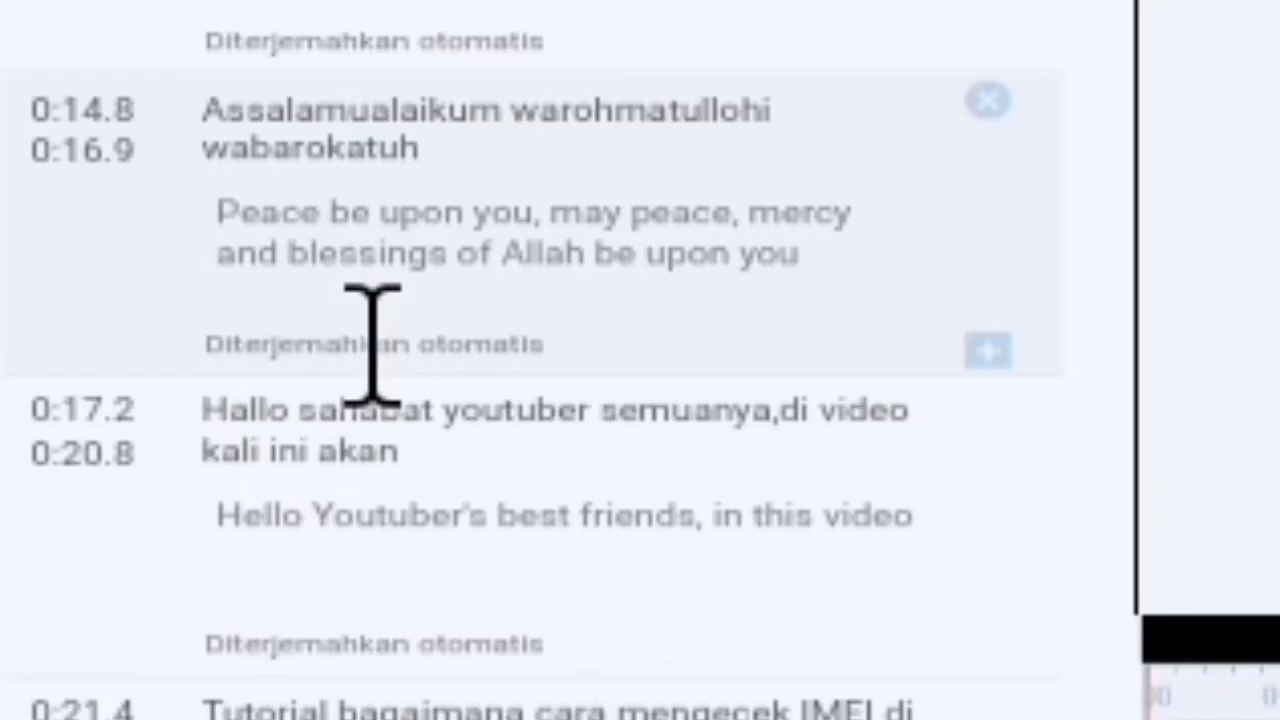 Diterjemahkan otomatis
0:14.8 Assalamualaikum warohmatullohi
0:16.9 wabarokatuh
Peace be upon you, may peace, mercy
and blessings of Allah be upon you
Diterjemahkan otomatis
0:17.2 Hallo sahabat youtuber semuanya,di video
0:20.8 kali ini akan
Hello Youtuber's best friends, in this video
Diterjemahkan otomatis
0:21.4 Tutorial bagaimana cara mengecek IMEI di